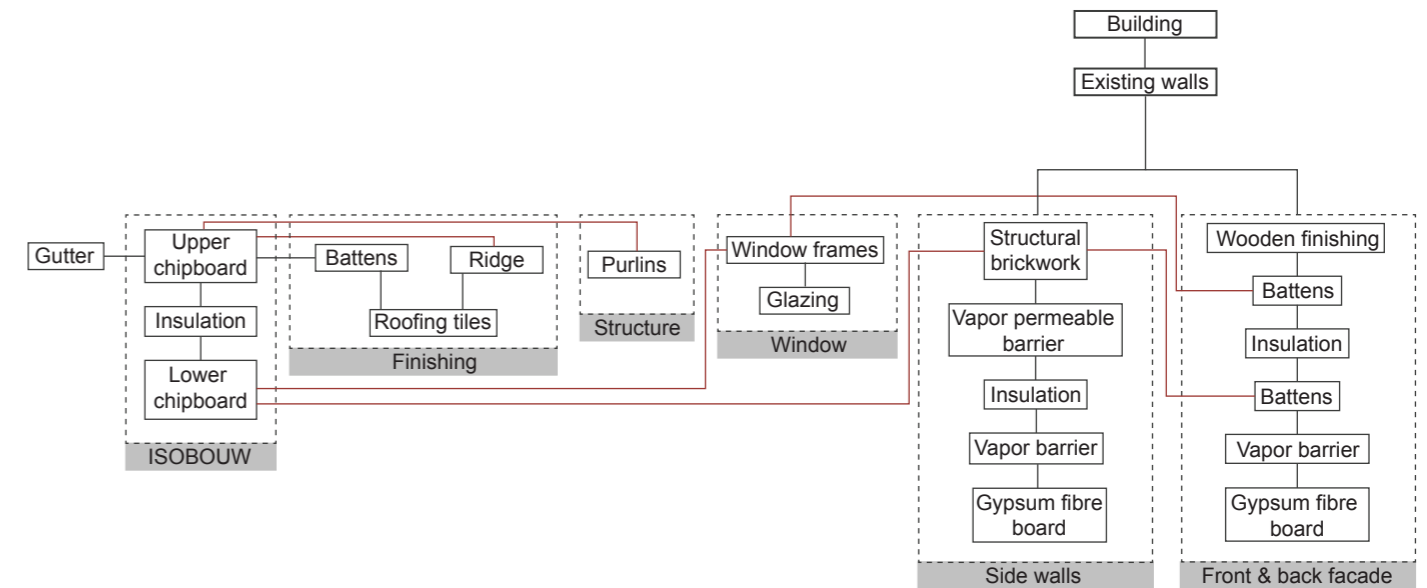 Building
Existing walls
Gutter
Upper
chipboard
Insulation
Lower
chipboard
ISOBOUW
Battens
Ridge
Roofing tiles
Finishing
Purlins
Structure
Window frames
Glazing
Window
Structural
brickwork
Vapor permeable
barrier
Insulation
Vapor barrier
Gypsum fibre
board
Side walls
Wooden finishing
Battens
Insulation
Battens
Vapor barrier
Gypsum fibre
board
Front & back facade